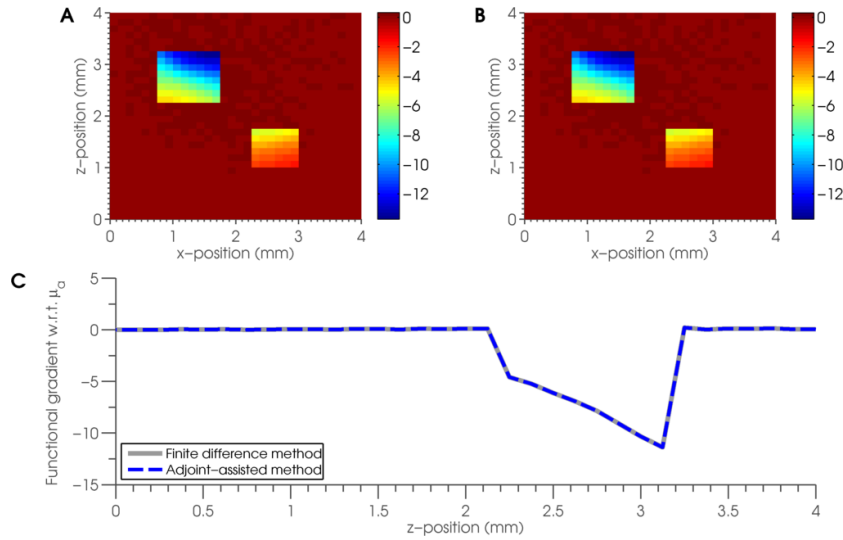 A
4
3
2
1
0
z-position (mm)
0 1 2 3 4
x-position (mm)
0
−2
−4
−6
−8
−10
−12
B
4
3
2
1
0
z-position (mm)
0 1 2 3 4
x-position (mm)
0
−2
−4
−6
−8
−10
−12
C
Functional gradient w.r.t. μa
5
0
−5
−10
−15
Finite difference method
Adjoint-assisted method
0 0.5 1 1.5 2 2.5 3 3.5 4
z-position (mm)